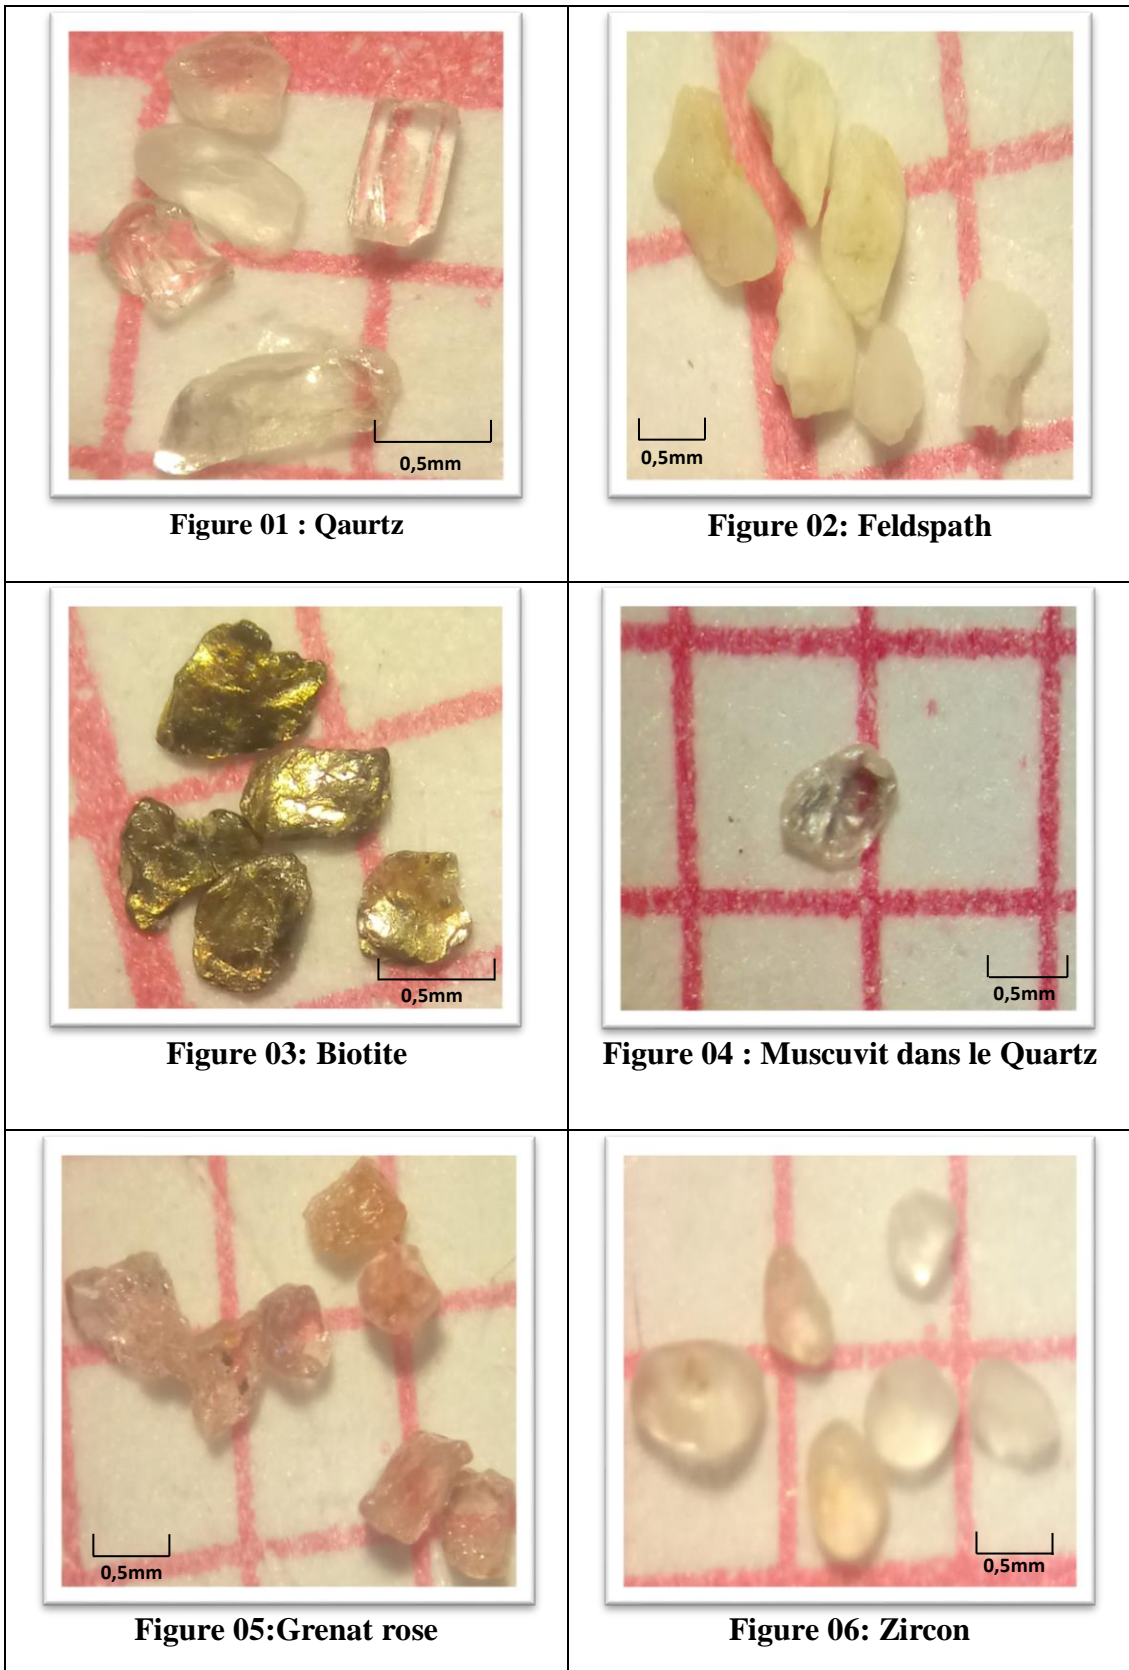 0,5mm
0,5mm
Figure 01 : Qaurtz
Figure 02: Feldspath
0,5mm
0,5mm
Figure 03: Biotite
Figure 04 : Muscuvit dans le Quartz
0,5mm
0,5mm
Figure 05:Grenat rose
Figure 06: Zircon